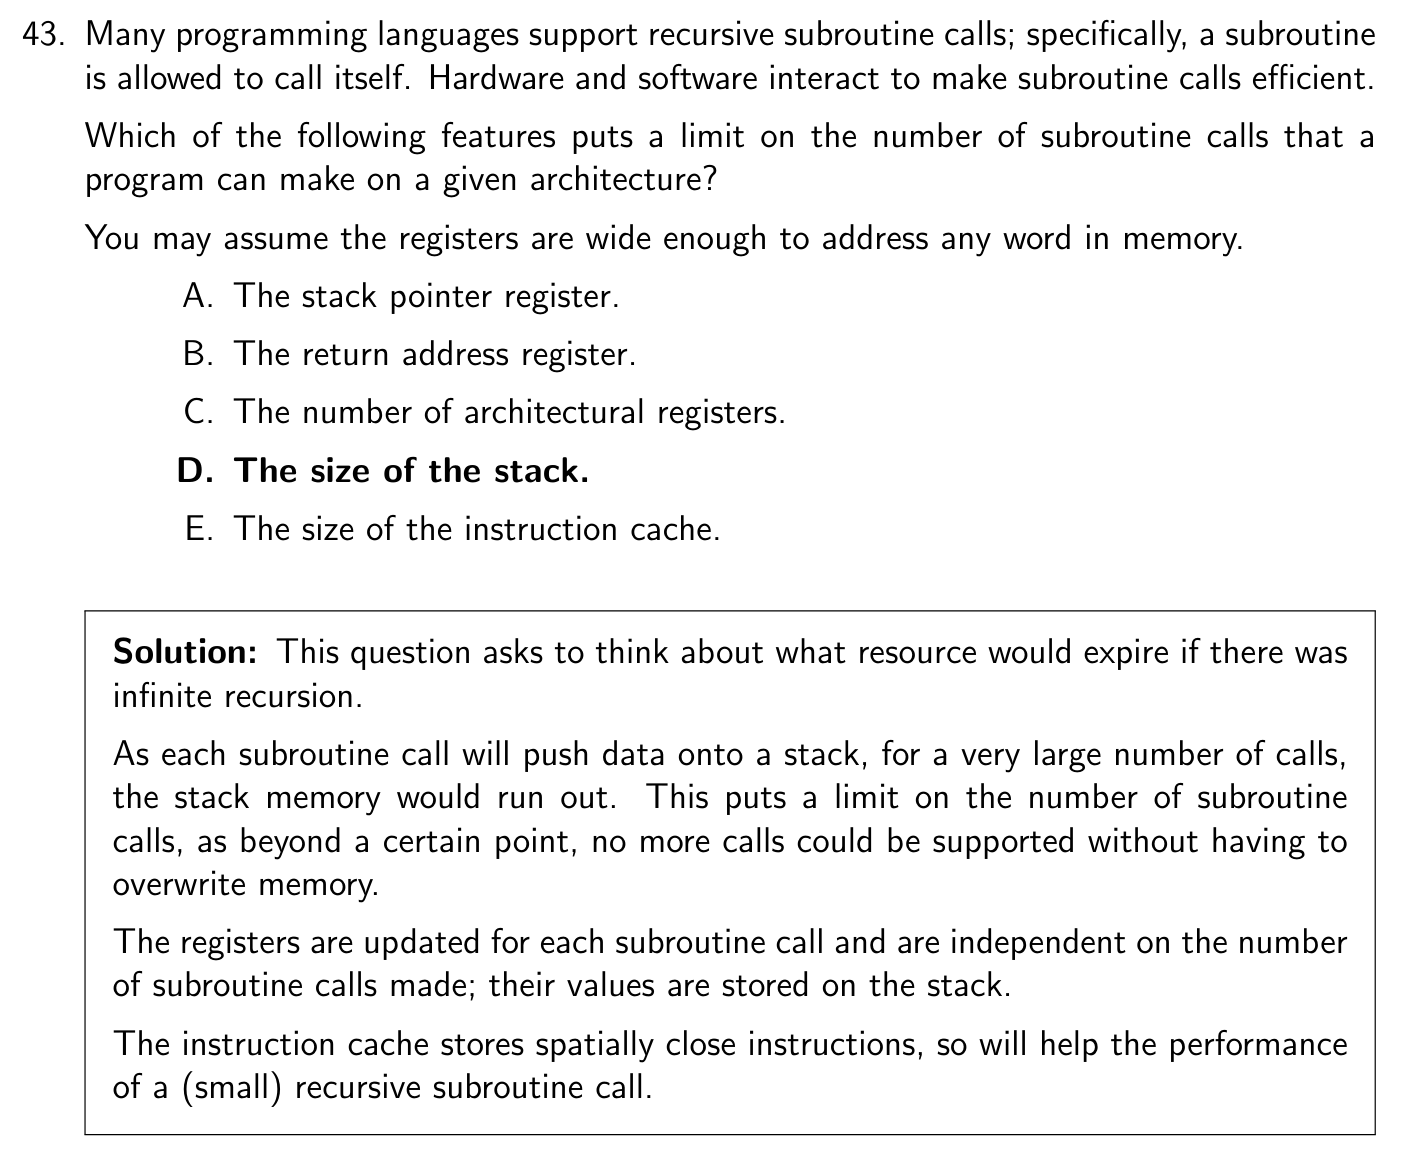 43. Many programming languages support recursive subroutine calls; specifically, a subroutine
is allowed to call itself. Hardware and software interact to make subroutine calls efficient.
Which of the following features puts a limit on the number of subroutine calls that a
program can make on a given architecture?
You may assume the registers are wide enough to address any word in memory.
A. The stack pointer register.
B. The return address register.
C. The number of architectural registers.
D. The size of the stack.
E. The size of the instruction cache.
Solution: This question asks to think about what resource would expire if there was
infinite recursion.
As each subroutine call will push data onto a stack, for a very large number of calls,
the stack memory would run out. This puts a limit on the number of subroutine
calls, as beyond a certain point, no more calls could be supported without having to
overwrite memory.
The registers are updated for each subroutine call and are independent on the number
of subroutine calls made; their values are stored on the stack.
The instruction cache stores spatially close instructions, so will help the performance
of a (small) recursive subroutine call.